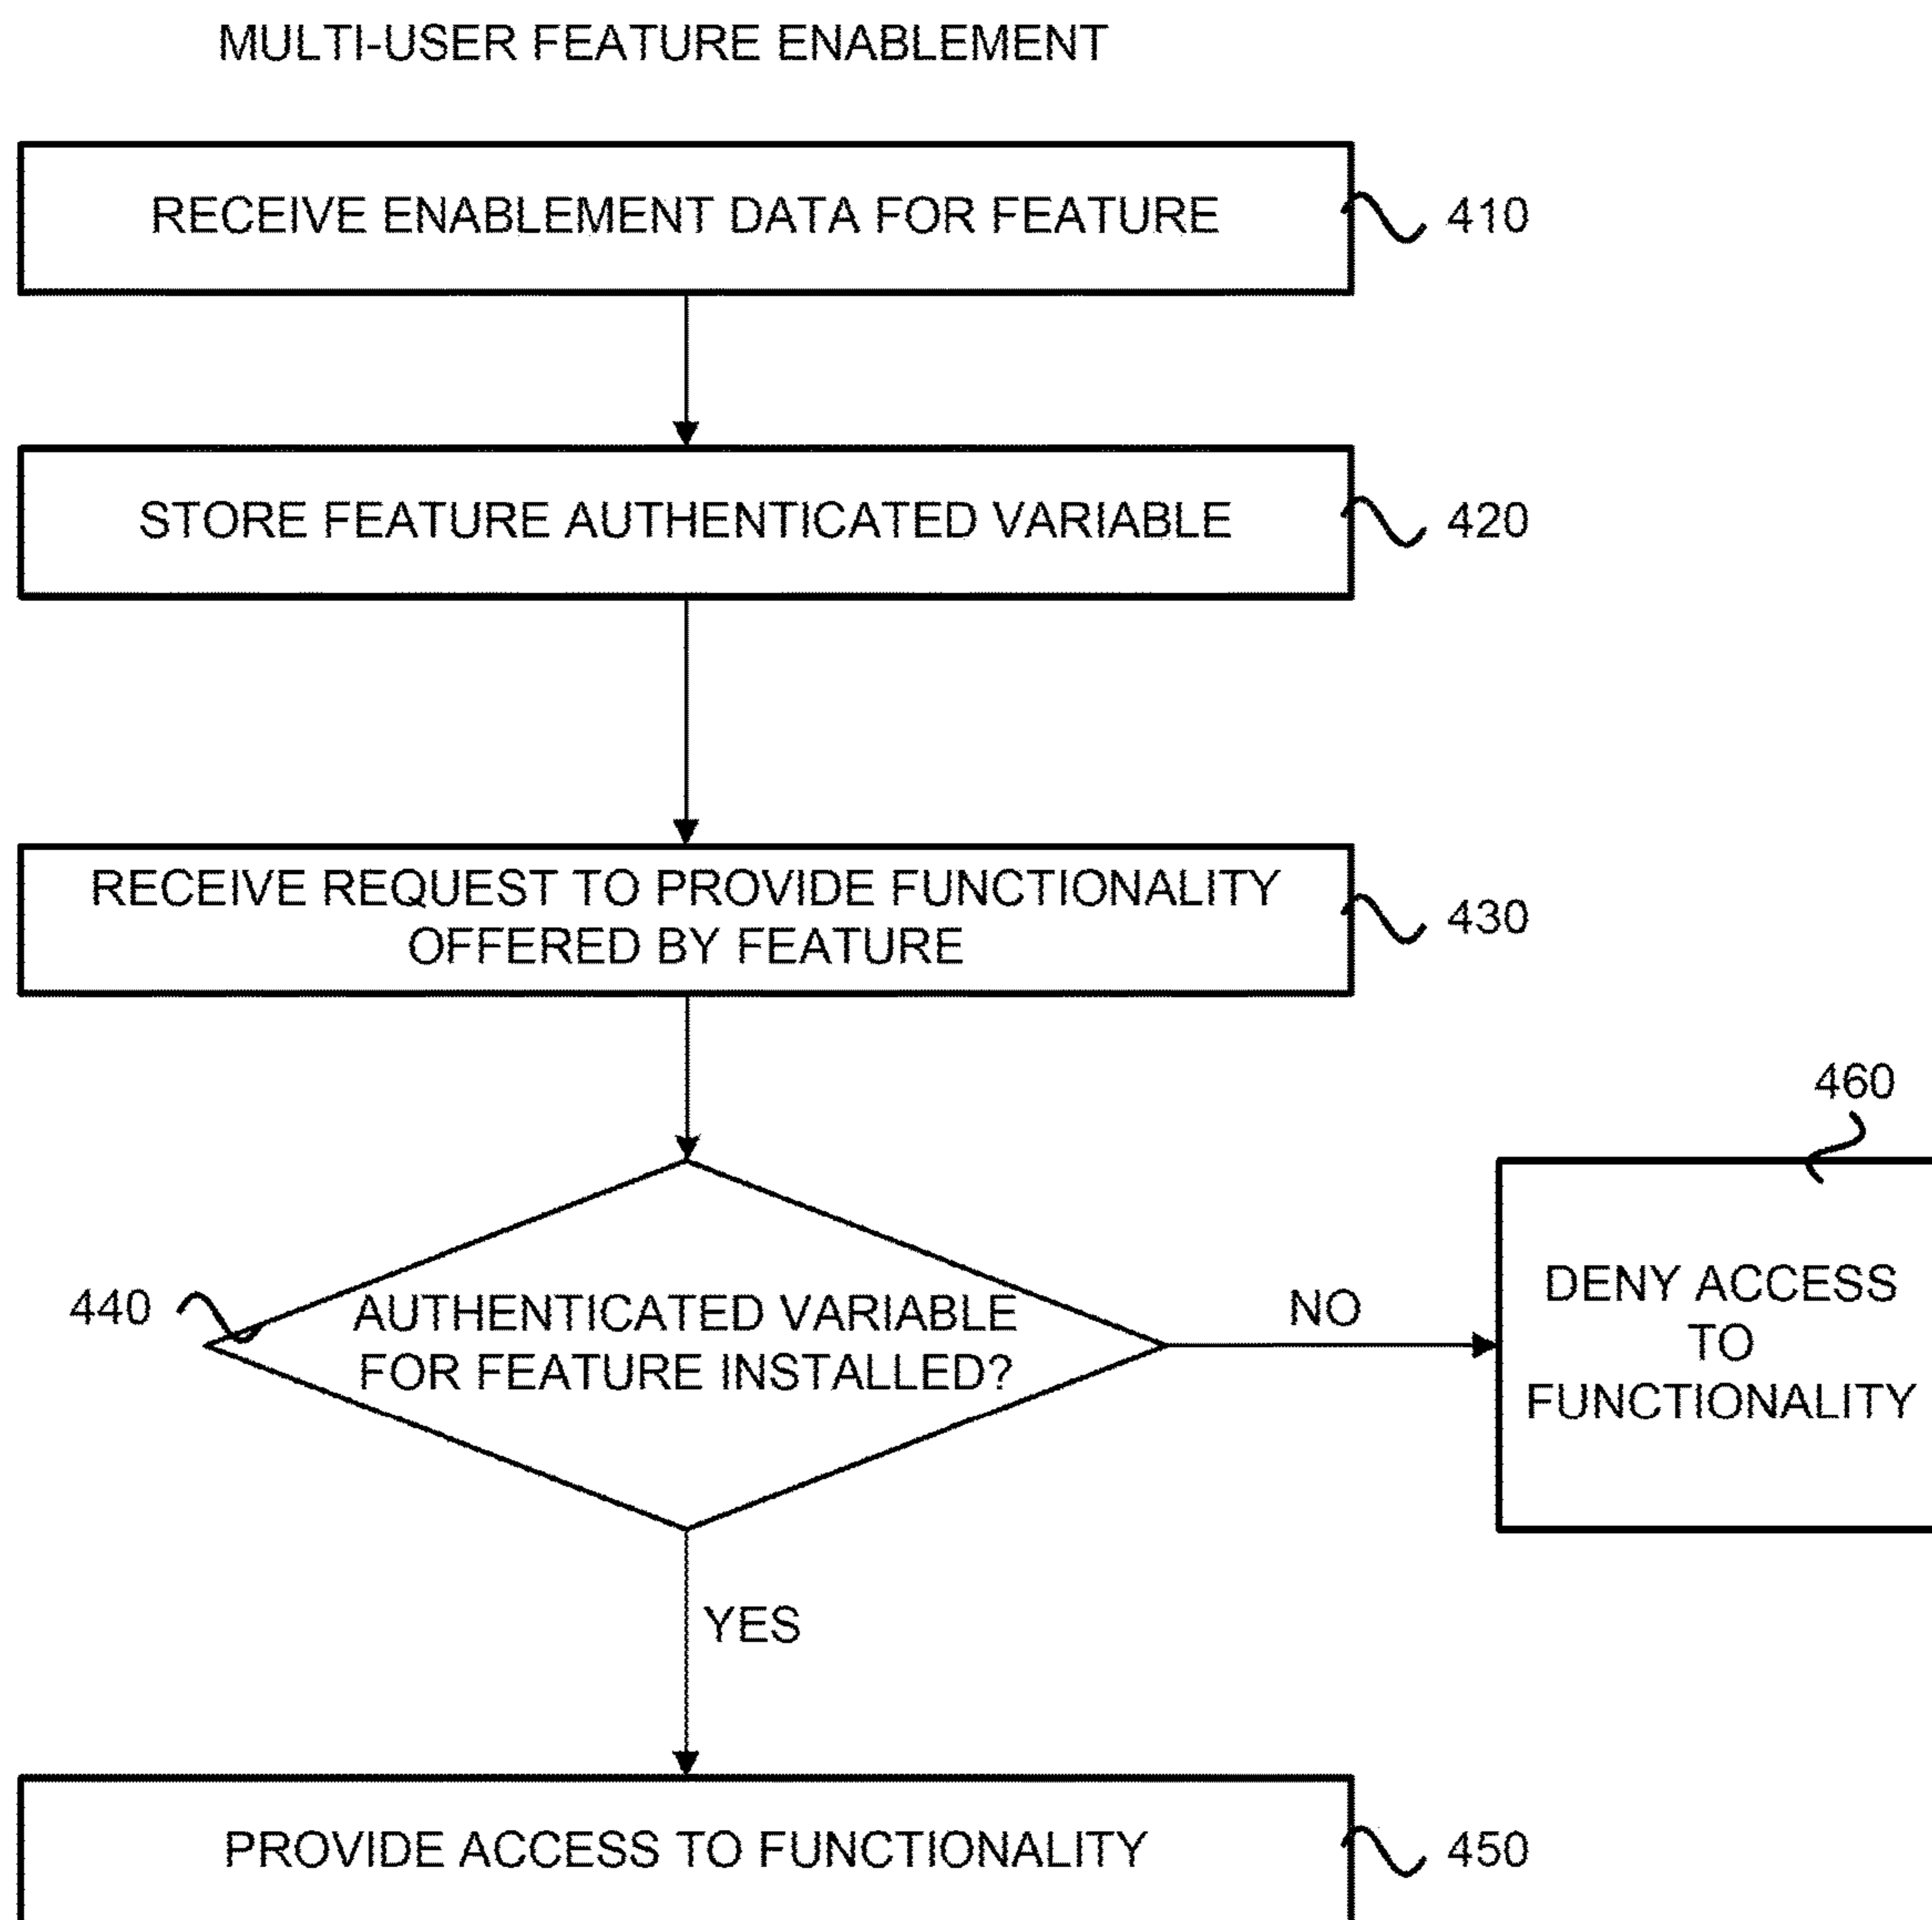 MULTI-USER FEATURE ENABLEMENT
RECEIVE ENABLEMENT DATA FOR FEATURE
410
STORE FEATURE AUTHENTICATED VARIABLE
420
RECEIVE REQUEST TO PROVIDE FUNCTIONALITY
OFFERED BY FEATURE
430
440
AUTHENTICATED VARIABLE
FOR FEATURE INSTALLED?
NO
460
DENY ACCESS
TO
FUNCTIONALITY
YES
PROVIDE ACCESS TO FUNCTIONALITY
450